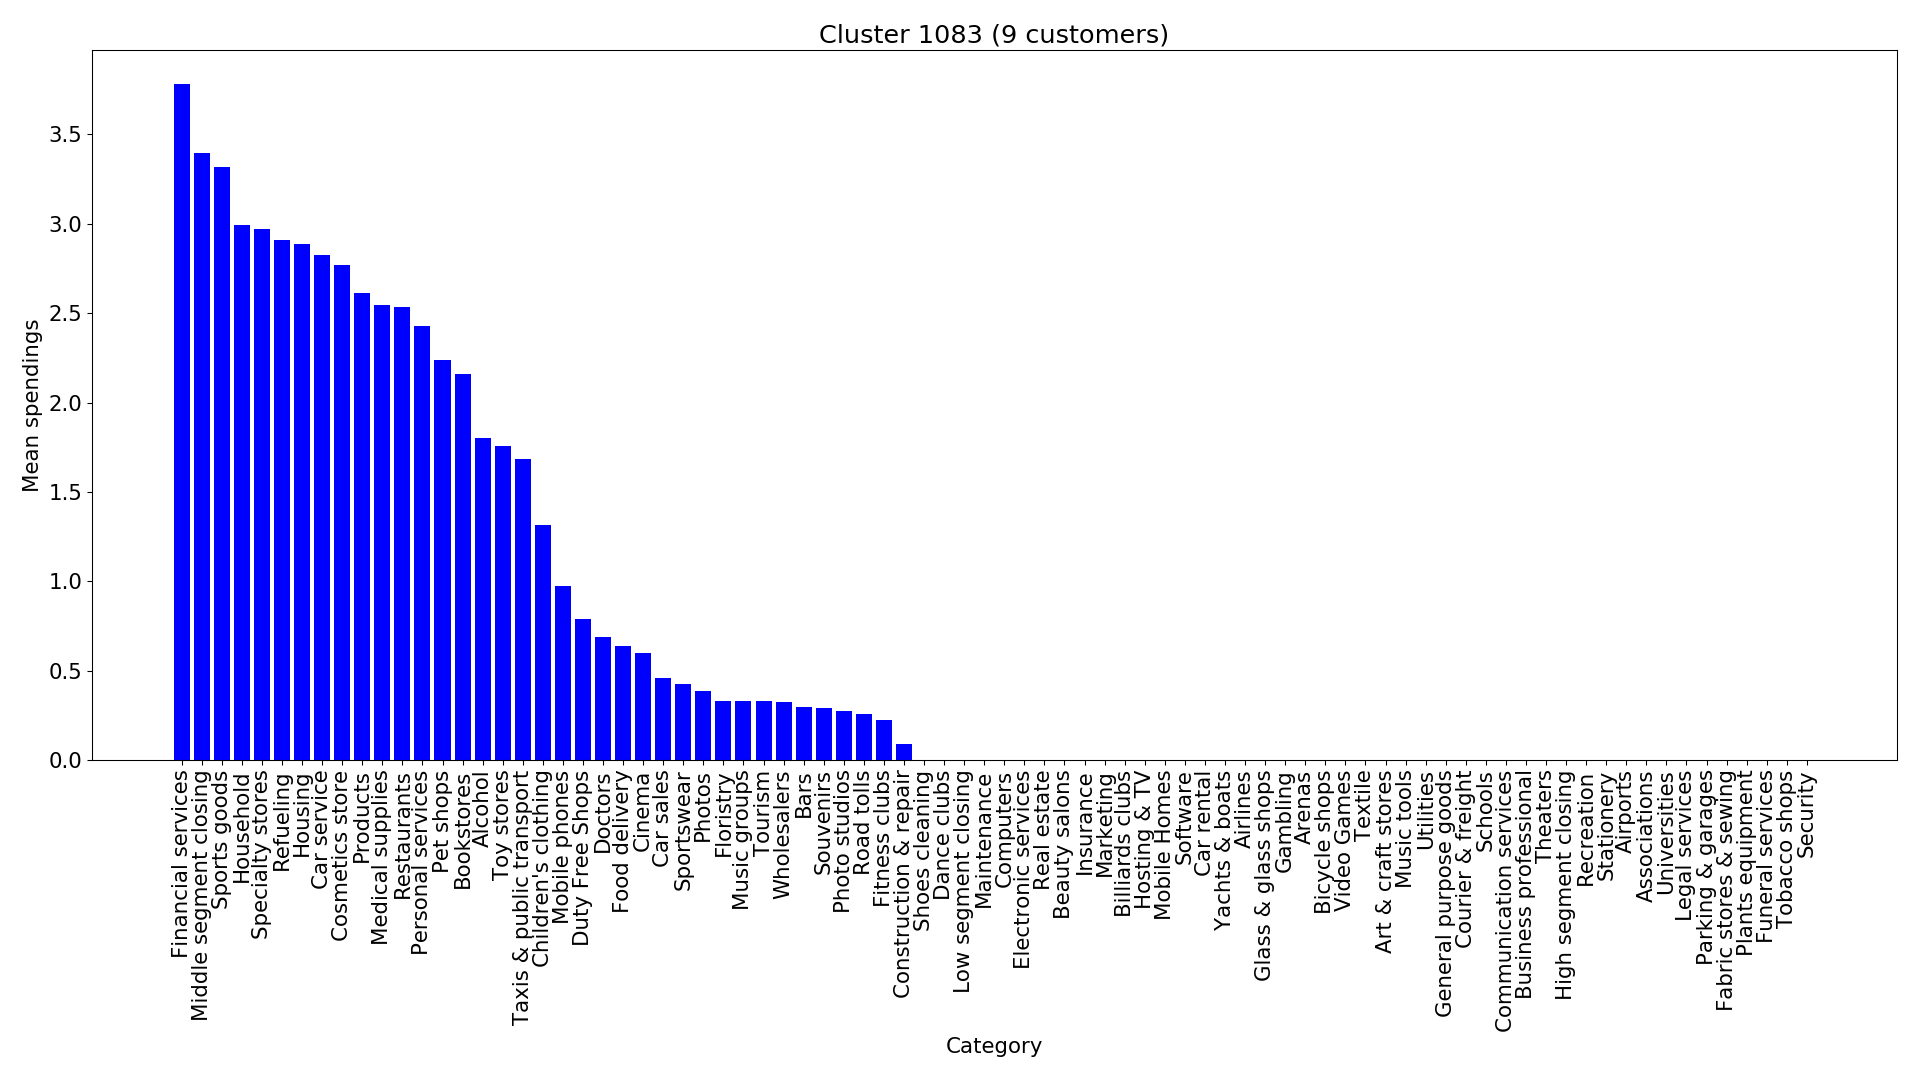 Cluster 1083 (9 customers)
Mean spendings
3.5
3.0
2.5
2.0
1.5
1.0
0.5
0.0
Financial services
Middle segment closing
Sports goods
Household
Specialty stores
Refueling
Housing
Car service
Cosmetics store
Products
Medical supplies
Restaurants
Personal services
Pet shops
Bookstores
Alcohol
Toy stores
Taxis & public transport
Children's clothing
Mobile phones
Duty Free Shops
Doctors
Food delivery
Cinema
Car sales
Sportswear
Photos
Floristry
Music groups
Tourism
Wholesalers
Bars
Souvenirs
Photo studios
Road tolls
Fitness clubs
Construction & repair
Shoes cleaning
Dance clubs
Low segment closing
Maintenance
Computers
Electronic services
Real estate
Beauty salons
Insurance
Marketing
Billiards clubs
Hosting & TV
Mobile Homes
Software
Car rental
Yachts & boats
Airlines
Glass & glass shops
Gambling
Arenas
Bicycle shops
Video Games
Textile
Art & craft stores
Music tools
Utilities
General purpose goods
Courier & freight
Schools
Communication services
Business professional
Theaters
High segment closing
Recreation
Stationery
Airports
Associations
Universities
Legal services
Parking & garages
Fabric stores & sewing
Plants equipment
Funeral services
Tobacco shops
Security
Category